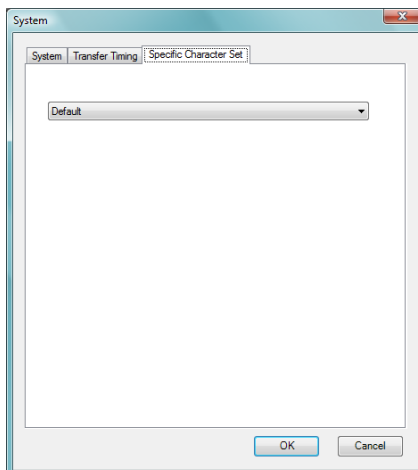 System
System Transfer Timing Specific Character Set
Default
OK Cancel